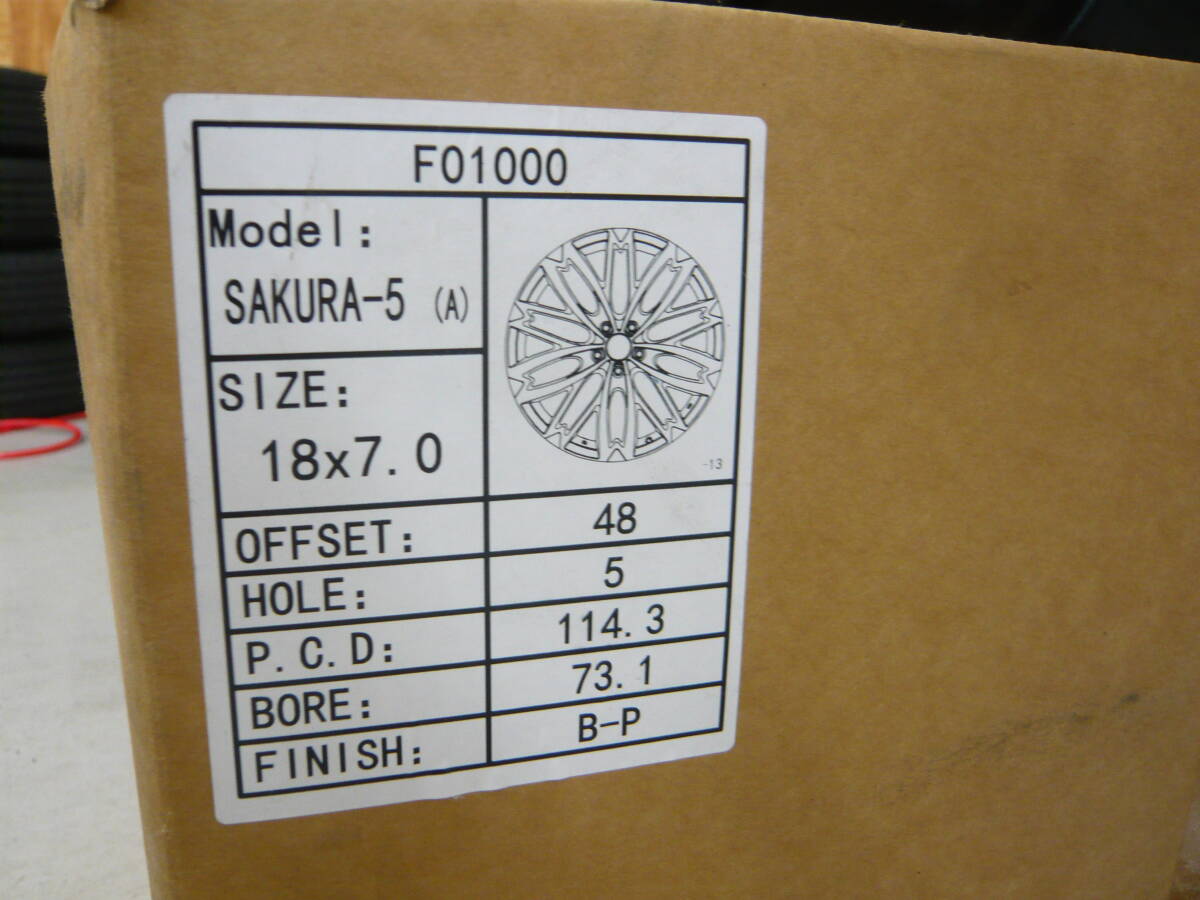 F01000
Model:
SAKURA-5 (A)
SIZE:
18x7.0
-13
OFFSET: 48
HOLE: 5
P.C.D: 114.3
BORE: 73.1
FINISH: B-P